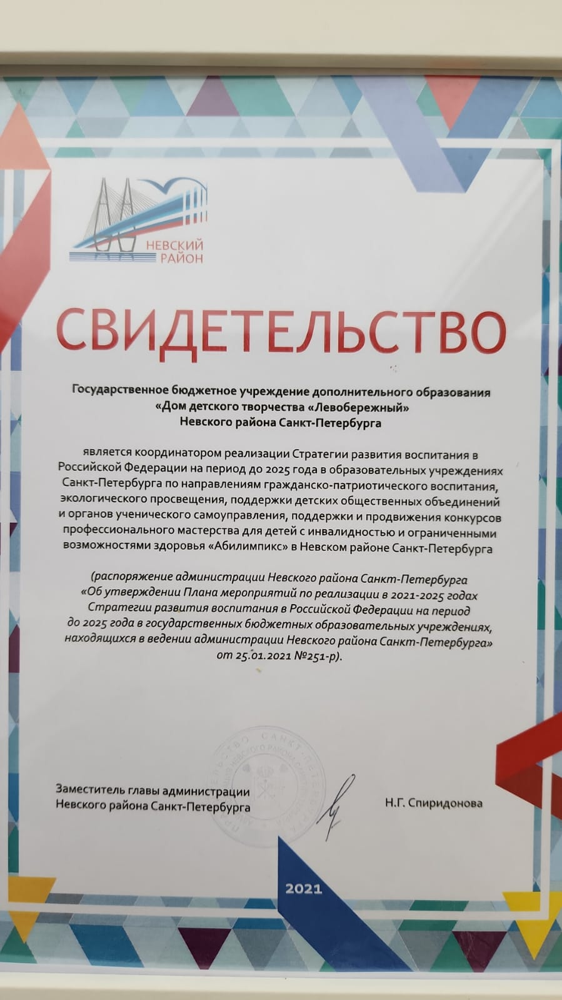 НЕВСКИЙ
РАЙОН
СВИДЕТЕЛЬСТВО
Государственное бюджетное учреждение дополнительного образования
«Дом детского творчества «Левобережный»
Невского района Санкт-Петербурга
является координатором реализации Стратегии развития воспитания в
Российской Федерации на период до 2025 года в образовательных учреждениях
Санкт-Петербурга по направлениям гражданско-патриотического воспитания,
экологического просвещения, поддержки детских общественных объединений
и органов ученического самоуправления, поддержки и продвижения конкурсов
профессионального мастерства для детей с инвалидностью и ограниченными
возможностями здоровья «Абилимпикс» в Невском районе Санкт-Петербурга
(распоряжение администрации Невского района Санкт-Петербурга
«Об утверждении Плана мероприятий по реализации в 2021-2025 годах
Стратегии развития воспитания в Российской Федерации на период
до 2025 года в государственных бюджетных образовательных учреждениях,
находящихся в ведении администрации Невского района Санкт-Петербурга»
от 25.01.2021 №251-р).
Заместитель главы администрации
Невского района Санкт-Петербурга
Н.Г. Спиридонова
2021